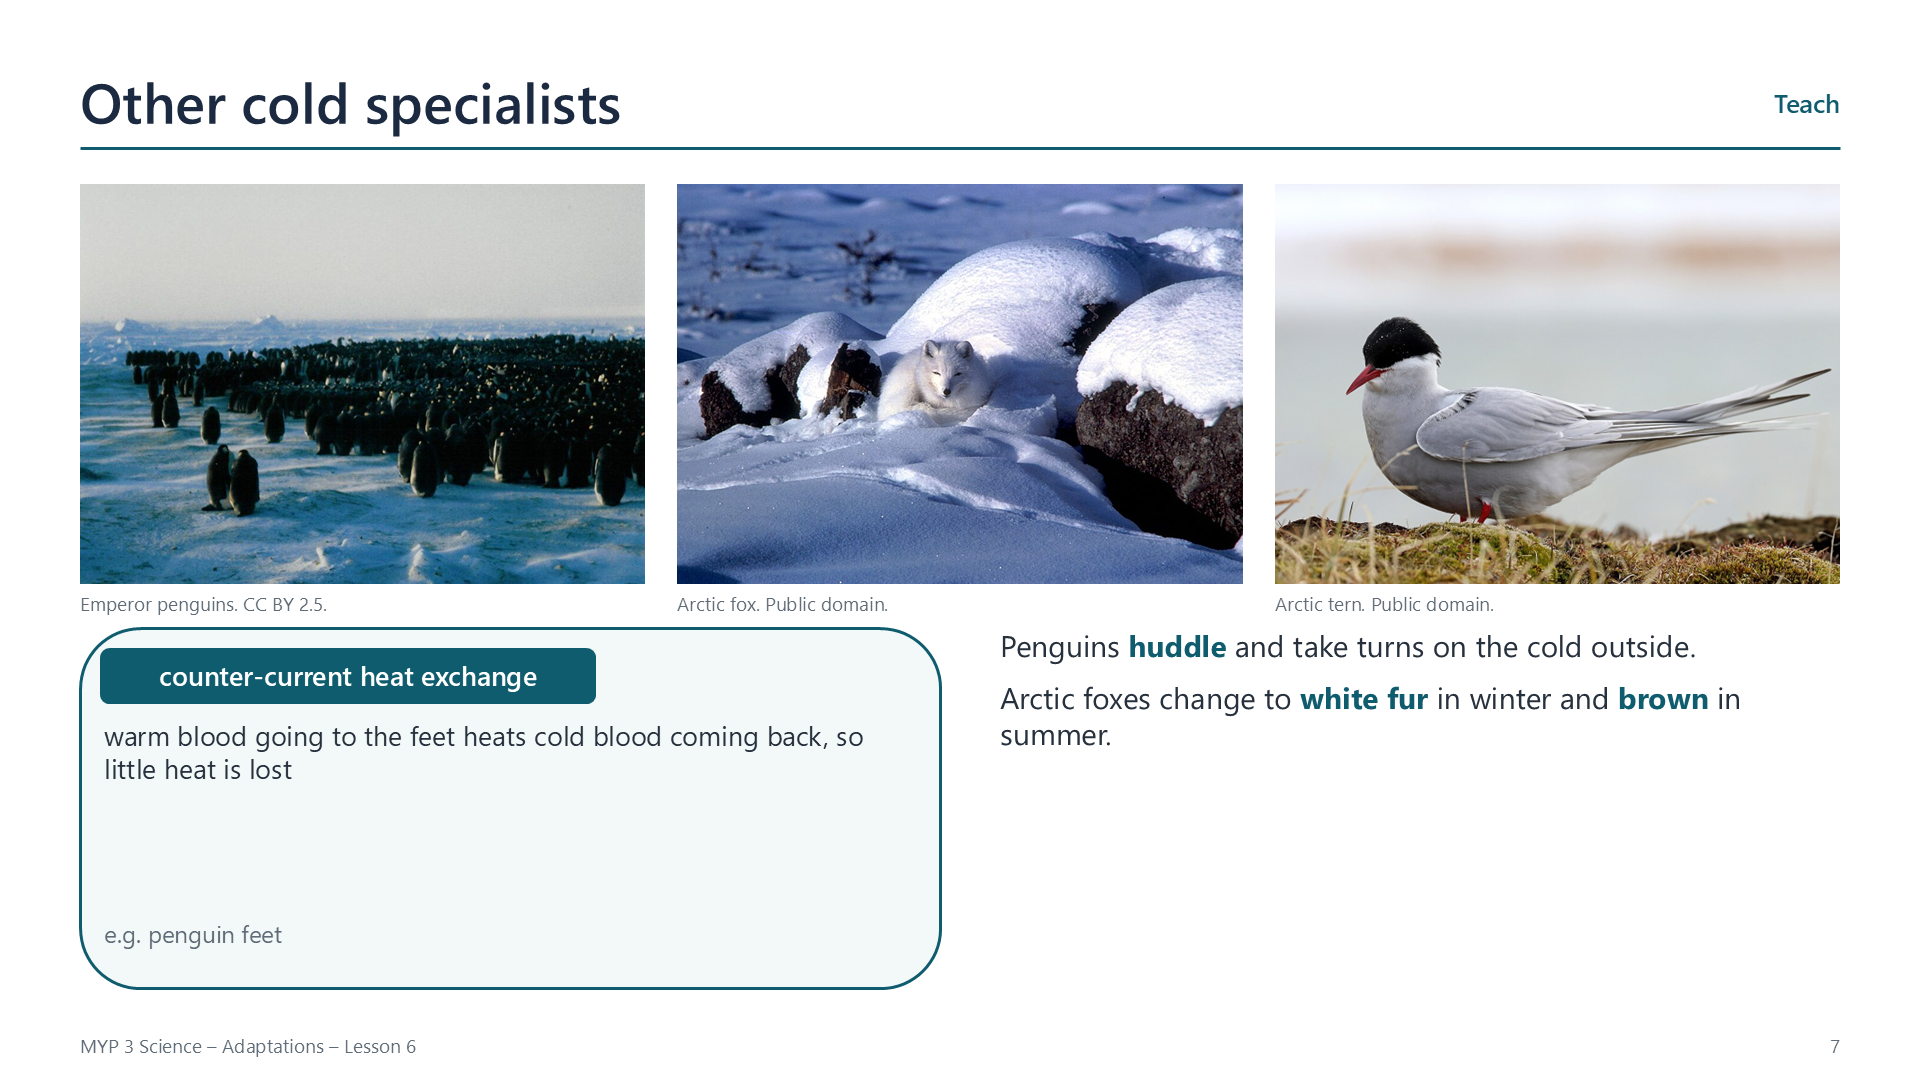 Other cold specialists
Teach
Emperor penguins. CC BY 2.5.
Arctic fox. Public domain.
Arctic tern. Public domain.
counter-current heat exchange
warm blood going to the feet heats cold blood coming back, so
little heat is lost
e.g. penguin feet
Penguins huddle and take turns on the cold outside.
Arctic foxes change to white fur in winter and brown in
summer.
MYP 3 Science – Adaptations – Lesson 6
7